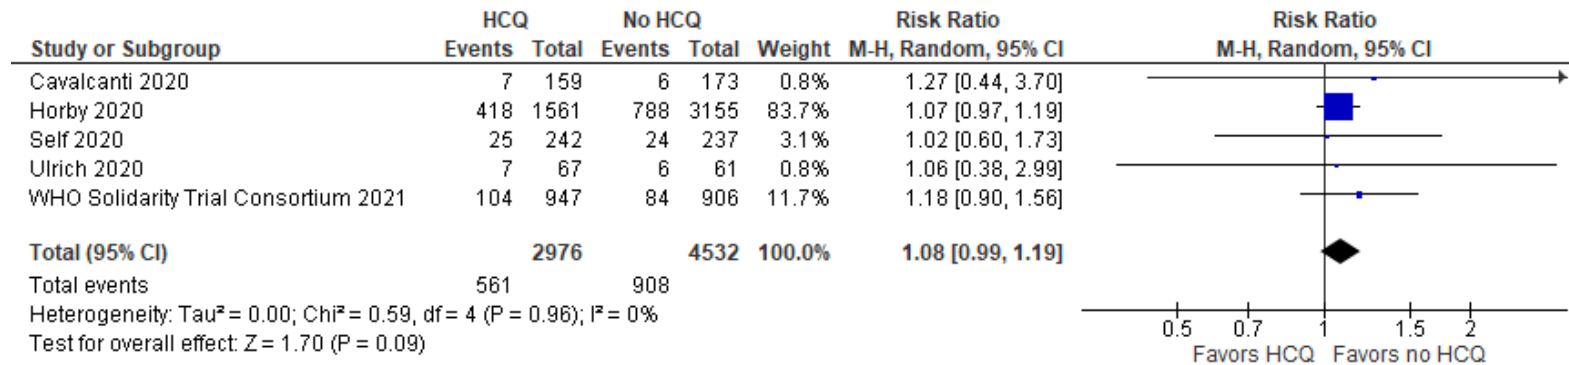 HCQ No HCQ Risk Ratio Risk Ratio
Study or Subgroup Events Total Events Total Weight M-H, Random, 95% CI M-H, Random, 95% CI
Cavalcanti 2020 7 159 6 173 0.8% 1.27 [0.44, 3.70]
Horby 2020 418 1561 788 3155 83.7% 1.07 [0.97, 1.19]
Self 2020 25 242 24 237 3.1% 1.02 [0.60, 1.73]
Ulrich 2020 7 67 6 61 0.8% 1.06 [0.38, 2.99]
WHO Solidarity Trial Consortium 2021 104 947 84 906 11.7% 1.18 [0.90, 1.56]
Total (95% CI) 2976 4532 100.0% 1.08 [0.99, 1.19]
Total events 561 908
Heterogeneity: Tau² = 0.00; Chi² = 0.59, df = 4 (P = 0.96); I² = 0%
Test for overall effect: Z = 1.70 (P = 0.09)
0.5 0.7 1 1.5 2
Favors HCQ Favors no HCQ